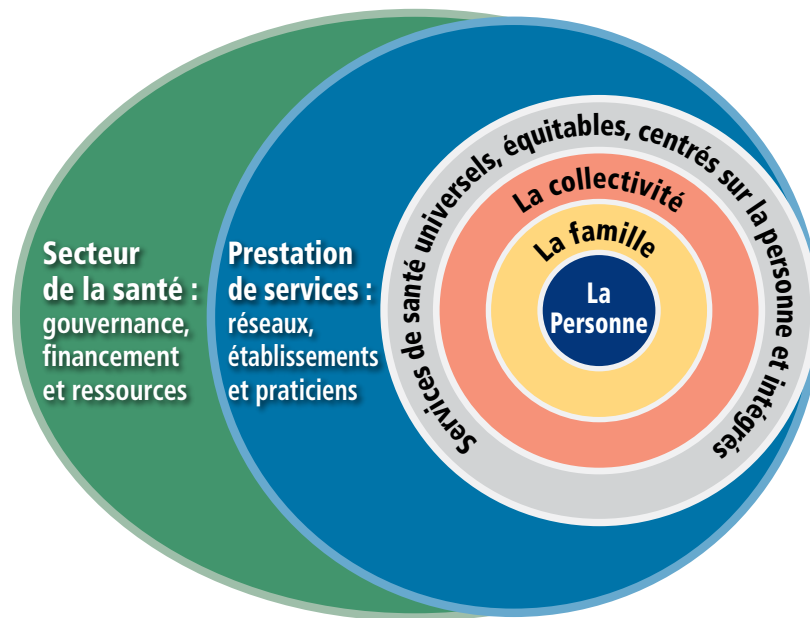 Secteur
de la santé :
gouvernance,
financement
et ressources
Prestation
de services :
réseaux,
établissements
et praticiens
Services de santé universels, équitables, centrés sur la personne et intégrés
La collectivité
La famille
La
Personne